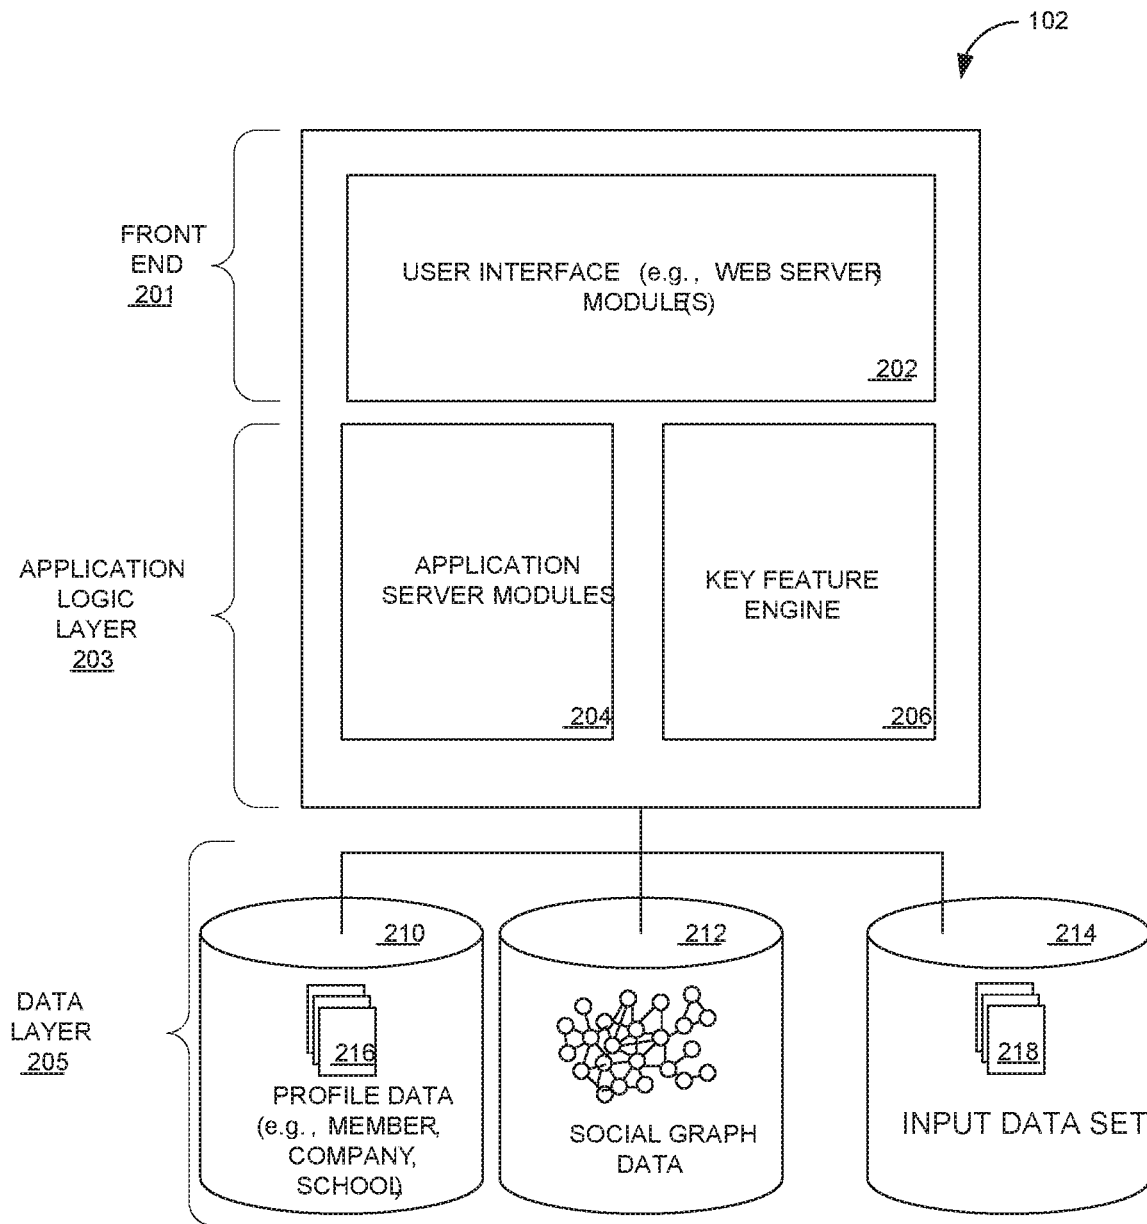 102
FRONT
END
201
USER INTERFACE (e.g., WEB SERVER)
MODULE(S)
202
APPLICATION
LOGIC
LAYER
203
APPLICATION
SERVER MODULES
204
KEY FEATURE
ENGINE
206
DATA
LAYER
205
210
216
PROFILE DATA
(e.g., MEMBER,
COMPANY,
SCHOOL)
212
SOCIAL GRAPH
DATA
214
218
INPUT DATA SET